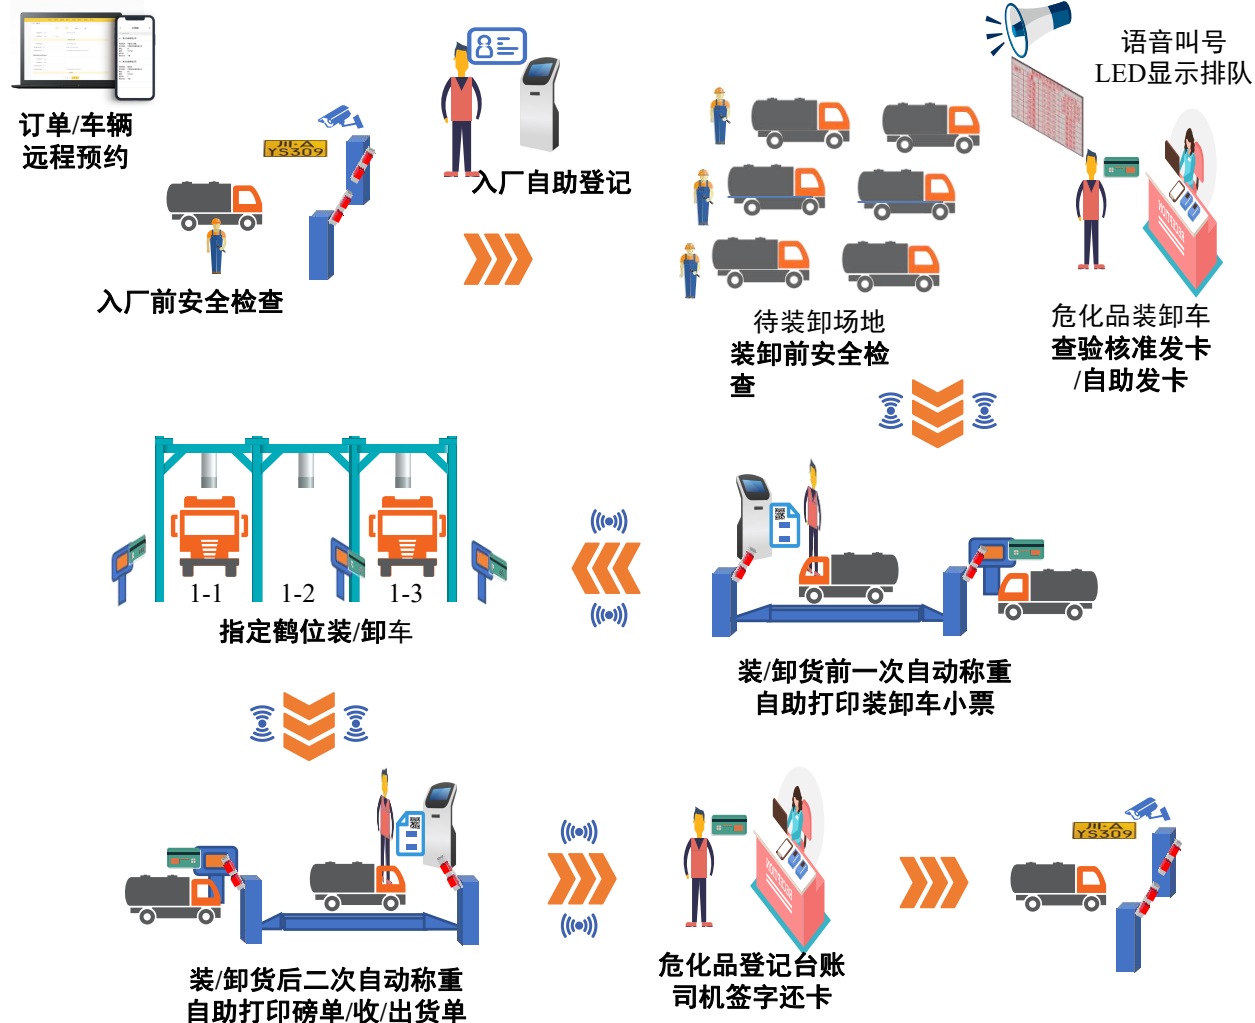 订单/车辆
远程预约
川·A
YS309
入厂前安全检查
入厂自助登记
语音叫号
LED显示排队
待装卸场地
装卸前安全检
查
危化品装卸车
查验核准发卡
/自助发卡
1-1
1-2
1-3
指定鹤位装/卸车
装/卸货前一次自动称重
自助打印装卸车小票
装/卸货后二次自动称重
自助打印磅单/收/出货单
危化品登记台账
司机签字还卡
川·A
YS309